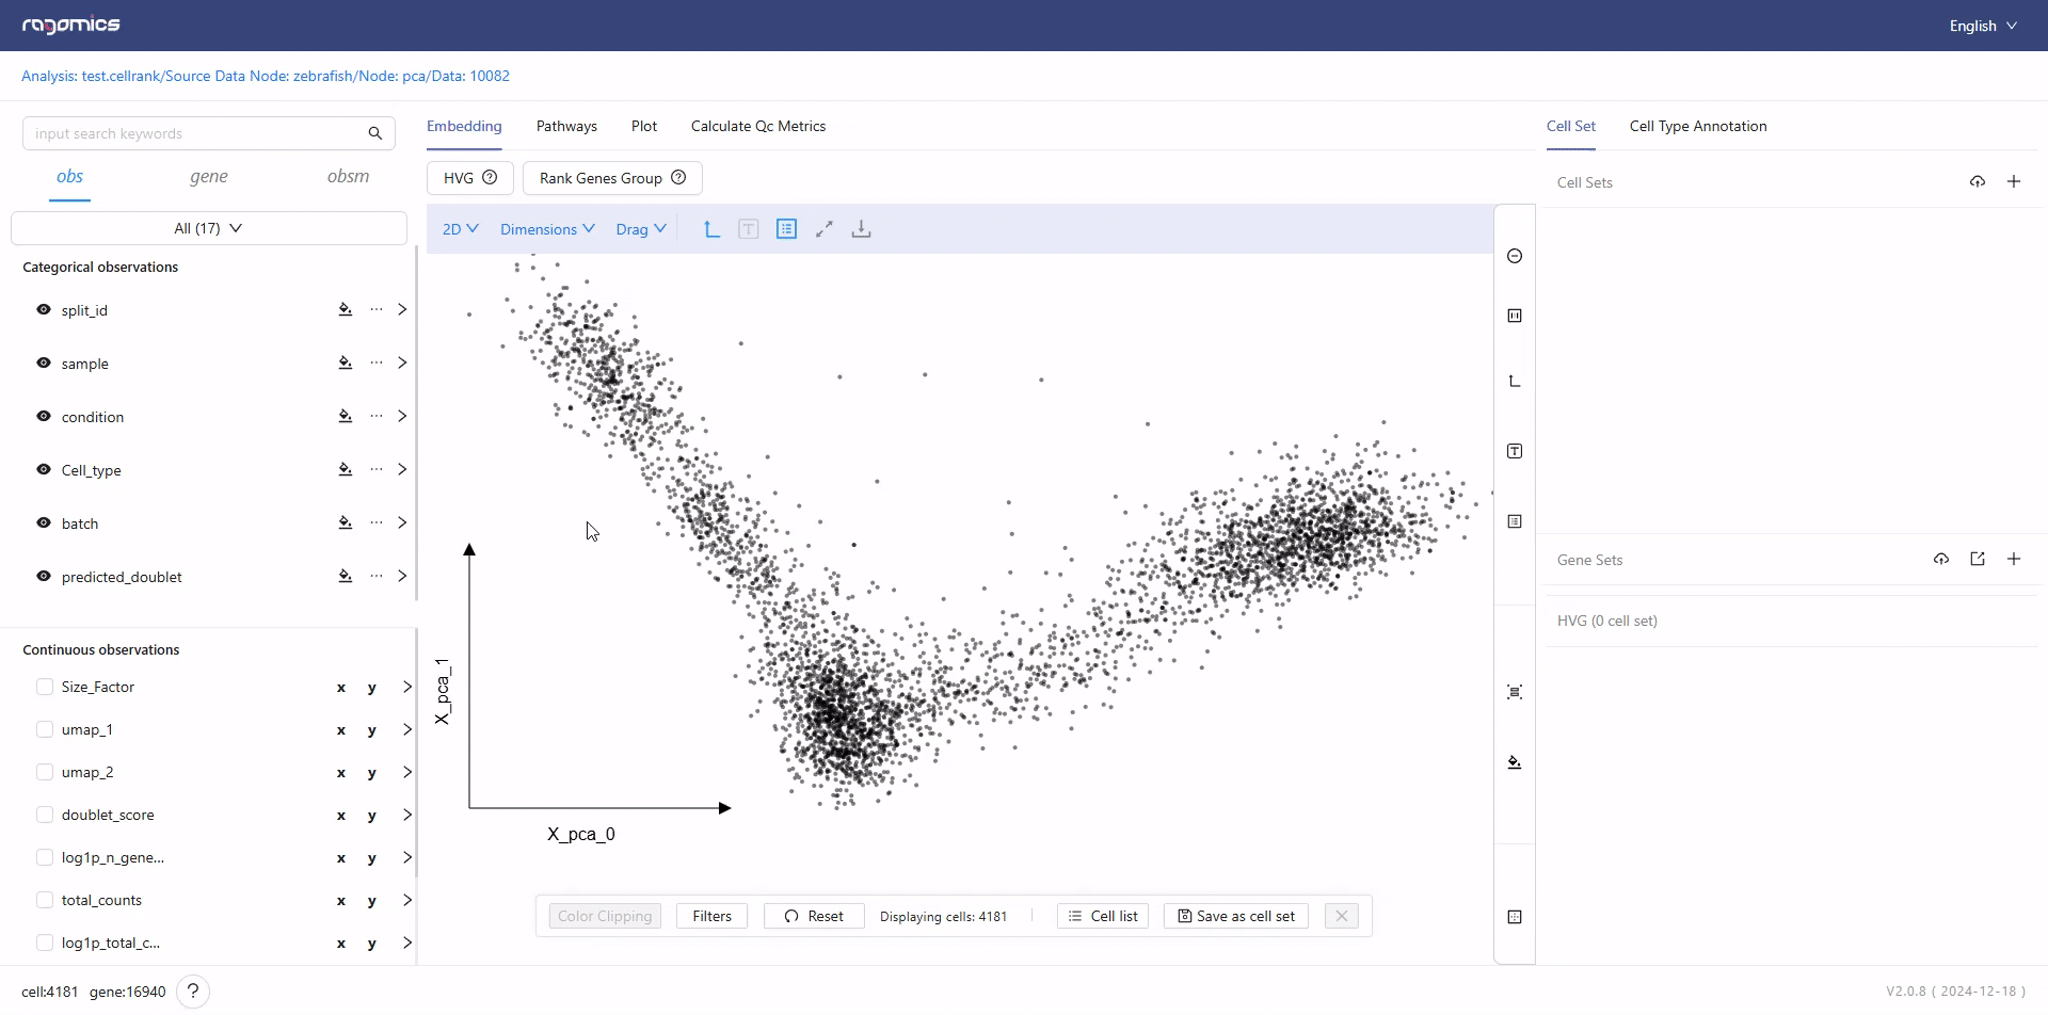 ragomics
English
Analysis: test.cellrank/Source Data Node: zebrafish/Node: pca/Data: 10082
input search keywords
obs gene obsm
All (17)
Categorical observations
split_id
sample
condition
Cell_type
batch
predicted_doublet
Continuous observations
Size_Factor x y
umap_1 x y
umap_2 x y
doublet_score x y
log1p_n_gene... x y
total_counts x y
log1p_total_c... x y
Embedding Pathways Plot Calculate Qc Metrics
HVG Rank Genes Group
2D Dimensions Drag
X_pca_1
X_pca_0
Color Clipping Filters Reset Displaying cells: 4181 Cell list Save as cell set
Cell Set Cell Type Annotation
Cell Sets
Gene Sets
HVG (0 cell set)
cell:4181 gene:16940 ?
V2.0.8 ( 2024-12-18 )